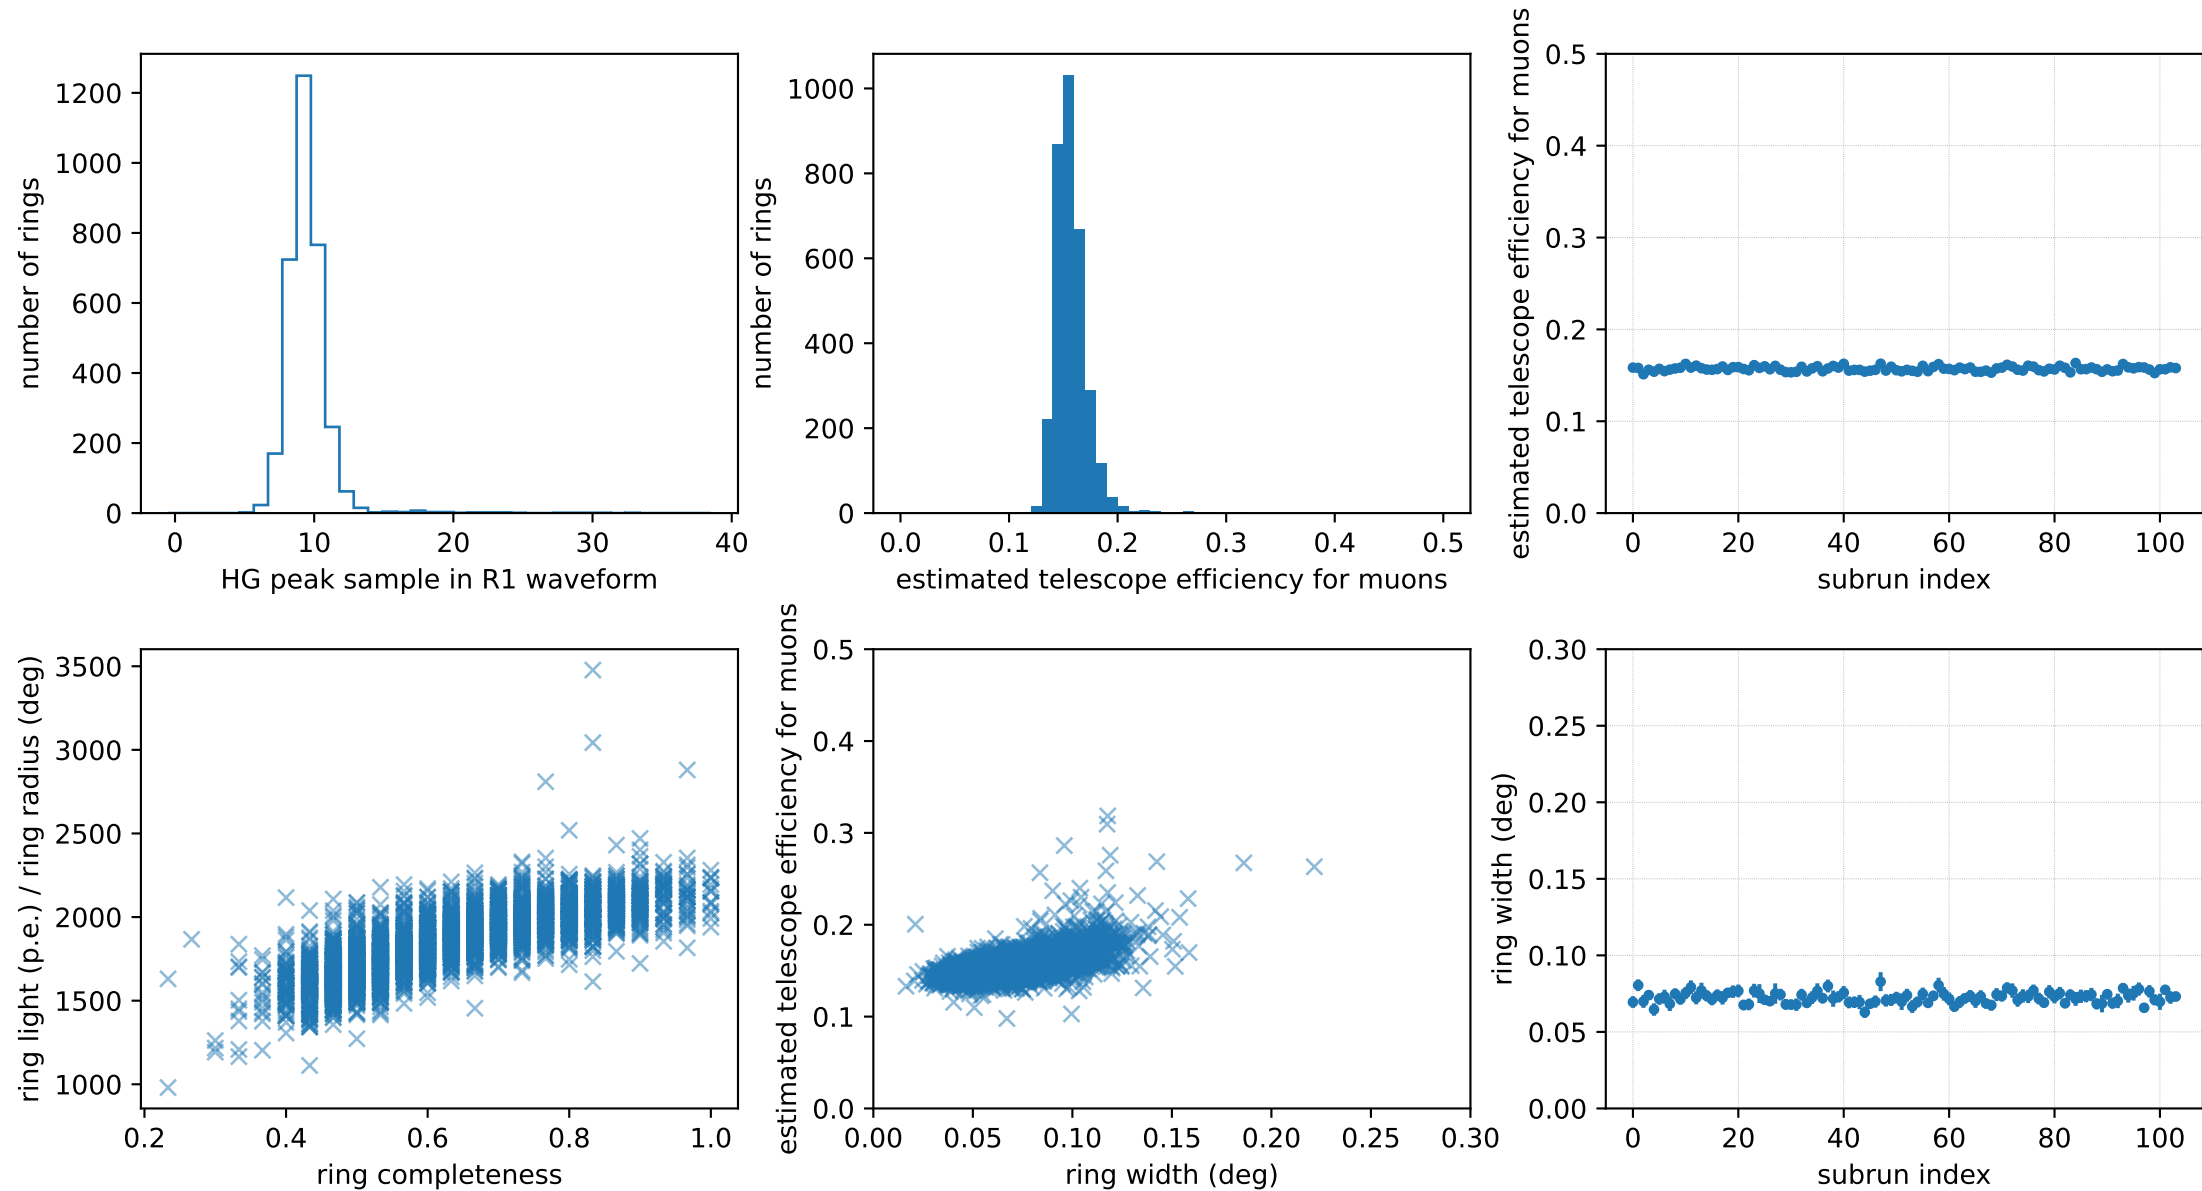 number of rings
1200
1000
800
600
400
200
0
0 10 20 30 40
HG peak sample in R1 waveform
number of rings
1000
800
600
400
200
0
0.0 0.1 0.2 0.3 0.4 0.5
estimated telescope efficiency for muons
estimated telescope efficiency for muons
0.5
0.4
0.3
0.2
0.1
0.0
0 20 40 60 80 100
subrun index
ring light (p.e.) / ring radius (deg)
3500
3000
2500
2000
1500
1000
0.2 0.4 0.6 0.8 1.0
ring completeness
estimated telescope efficiency for muons
0.5
0.4
0.3
0.2
0.1
0.0
0.00 0.05 0.10 0.15 0.20 0.25 0.30
ring width (deg)
ring width (deg)
0.30
0.25
0.20
0.15
0.10
0.05
0.00
0 20 40 60 80 100
subrun index